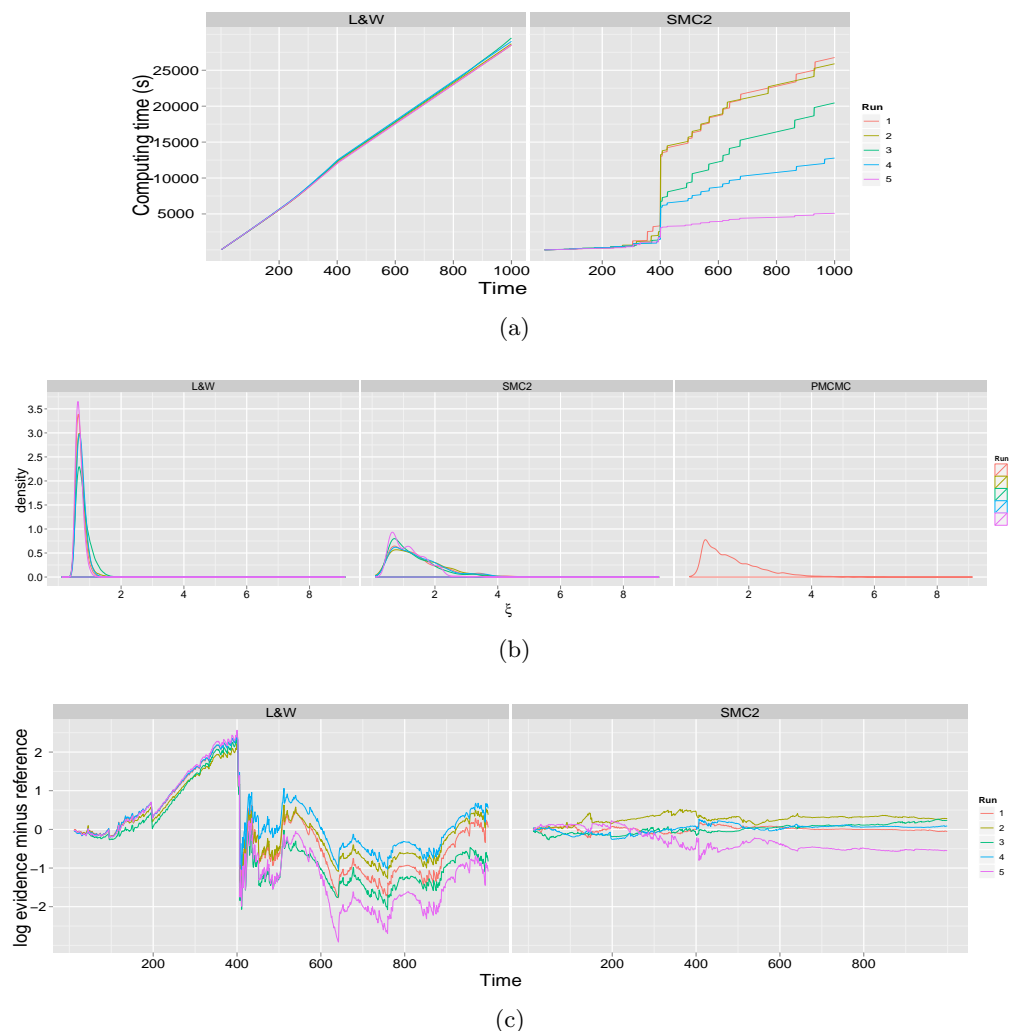 L&W SMC2
Computing time (s)
25000
20000
15000
10000
5000
200 400 600 800 1000 200 400 600 800 1000
Time
Run
1
2
3
4
5
(a)
L&W SMC2 PMCMC
density
3.5
3.0
2.5
2.0
1.5
1.0
0.5
0.0
2 4 6 8 2 4 6 8 2 4 6 8
ξ
Run
(b)
L&W SMC2
log evidence minus reference
2
1
0
−1
−2
200 400 600 800 200 400 600 800
Time
Run
1
2
3
4
5
(c)